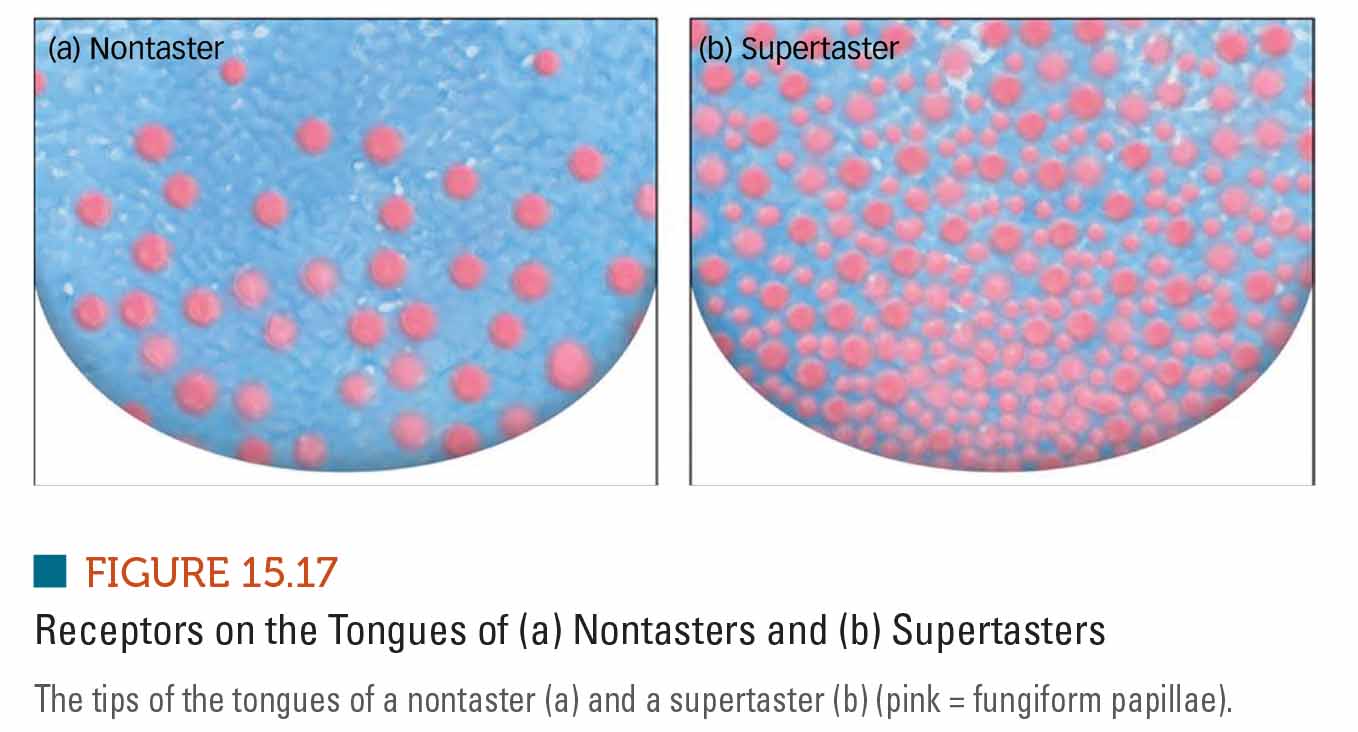 (a) Nontaster
(b) Supertaster
FIGURE 15.17
Receptors on the Tongues of (a) Nontasters and (b) Supertasters
The tips of the tongues of a nontaster (a) and a supertaster (b) (pink = fungiform papillae).